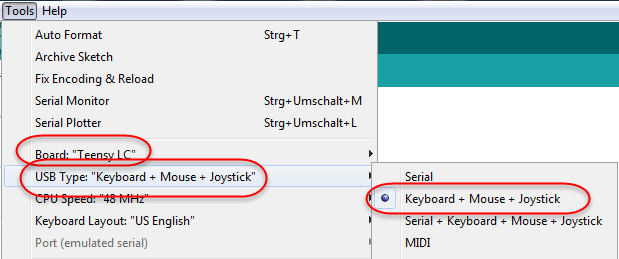 Tools Help
Auto Format Strg+T
Archive Sketch
Fix Encoding & Reload
Serial Monitor Strg+Umschalt+M
Serial Plotter Strg+Umschalt+L
Board: "Teensy LC"
USB Type: "Keyboard + Mouse + Joystick"
CPU Speed: "48 MHz"
Keyboard Layout: "US English"
Port (emulated serial)
Serial
Keyboard + Mouse + Joystick
Serial + Keyboard + Mouse + Joystick
MIDI